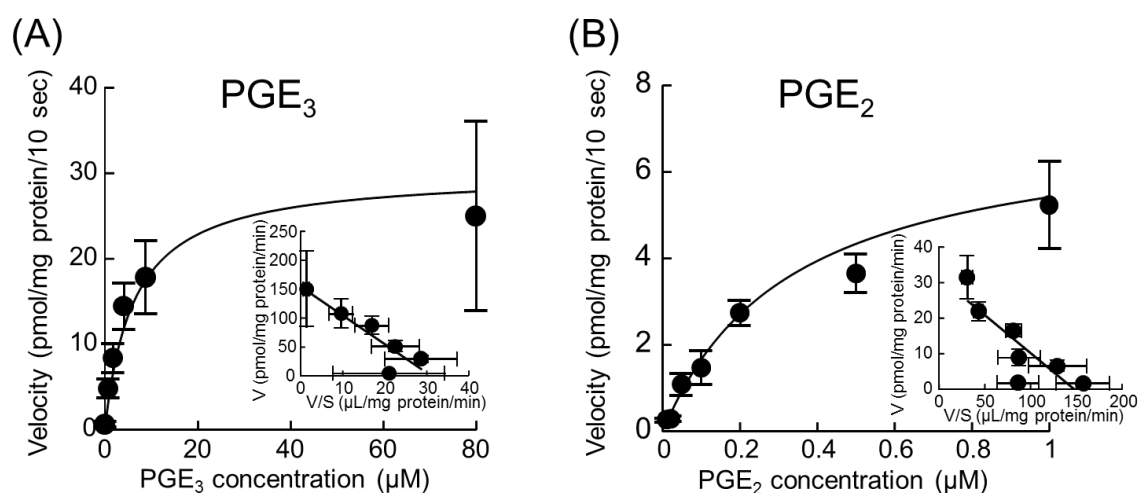 (A)
PGE₃
Velocity (pmol/mg protein/10 sec)
40
30
20
10
0
0 20 40 60 80
PGE₃ concentration (µM)
V (pmol/mg protein/min)
250
200
150
100
50
0
0 10 20 30 40
V/S (µL/mg protein/min)
(B)
PGE₂
Velocity (pmol/mg protein/10 sec)
8
6
4
2
0
0 0.2 0.4 0.6 0.8 1
PGE₂ concentration (µM)
V (pmol/mg protein/min)
40
30
20
10
0
0 50 100 150 200
V/S (µL/mg protein/min)